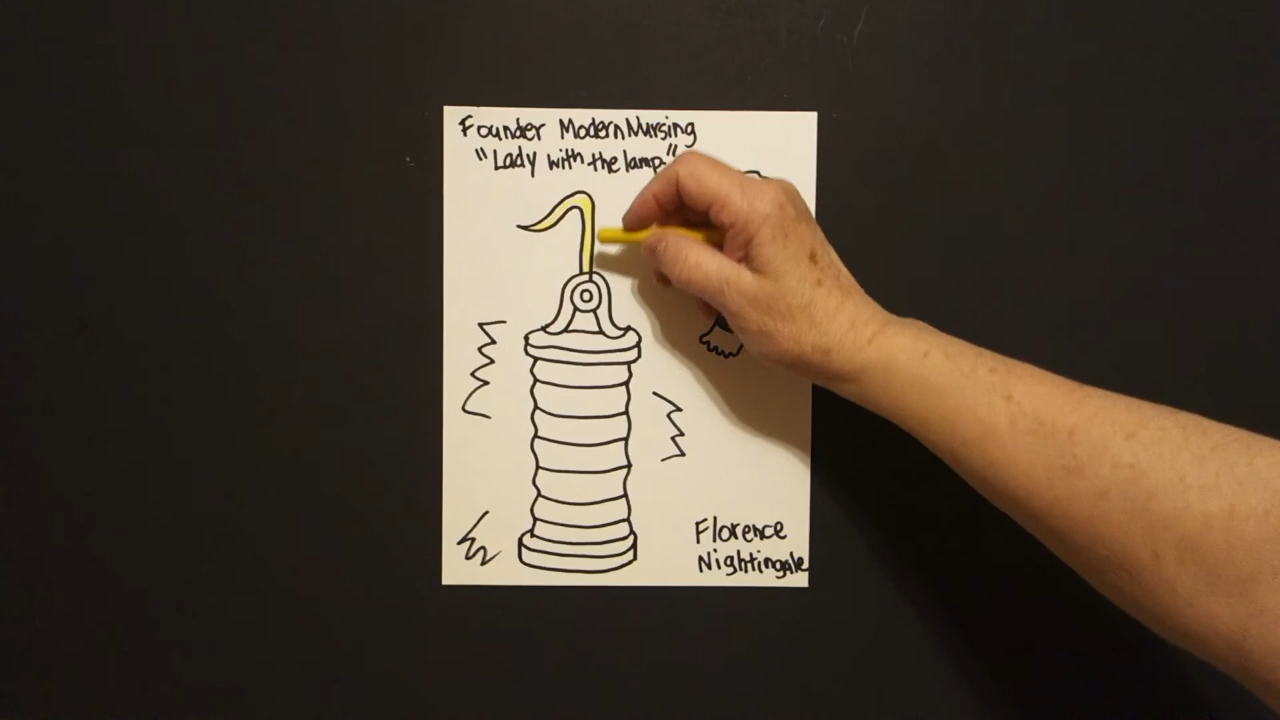 Founder Modern Nursing
"Lady with the lamp"
Florence
Nightingale